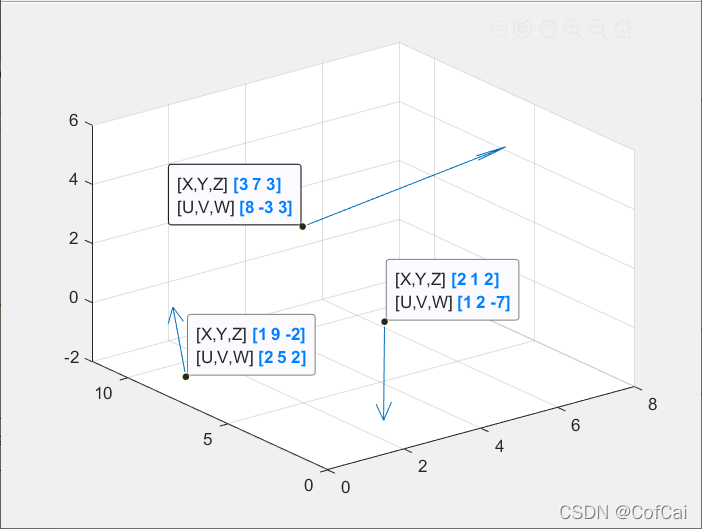 6
4
2
0
-2
[X,Y,Z] [3 7 3]
[U,V,W] [8 -3 3]
[X,Y,Z] [2 1 2]
[U,V,W] [1 2 -7]
[X,Y,Z] [1 9 -2]
[U,V,W] [2 5 2]
10
5
0
0
2
4
6
8
CSDN @CofCai